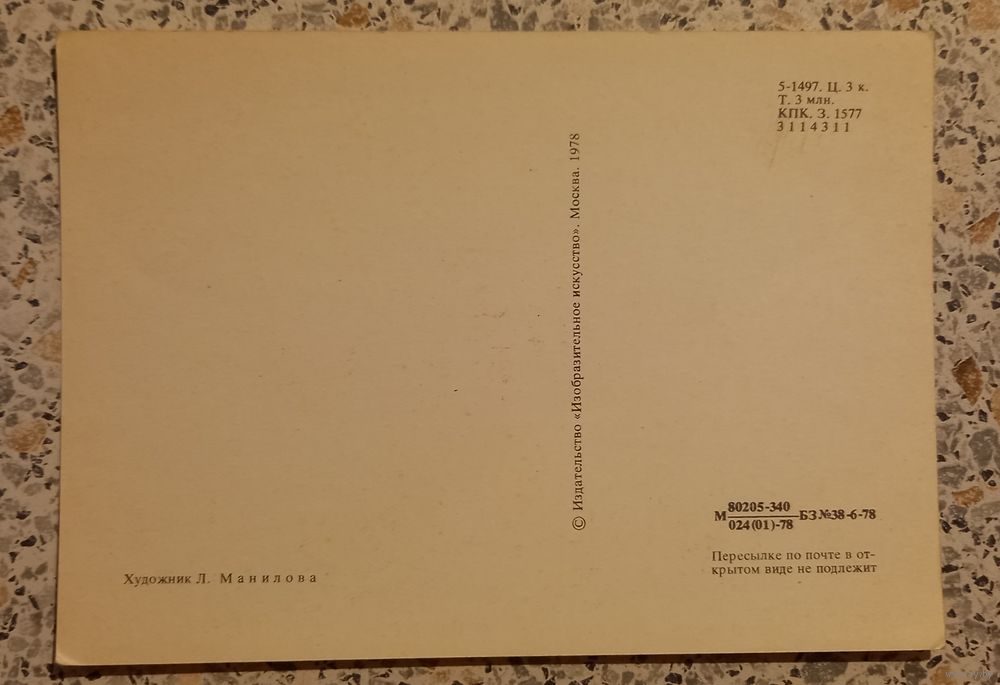 5-1497. Ц. 3 к.
Т. 3 млн.
КПК. З. 1577
3114311
© Издательство «Изобразительное искусство». Москва. 1978
М 80205-340 БЗ №38-6-78
024(01)-78
Пересылке по почте в от-
крытом виде не подлежит
Художник Л. Манилова